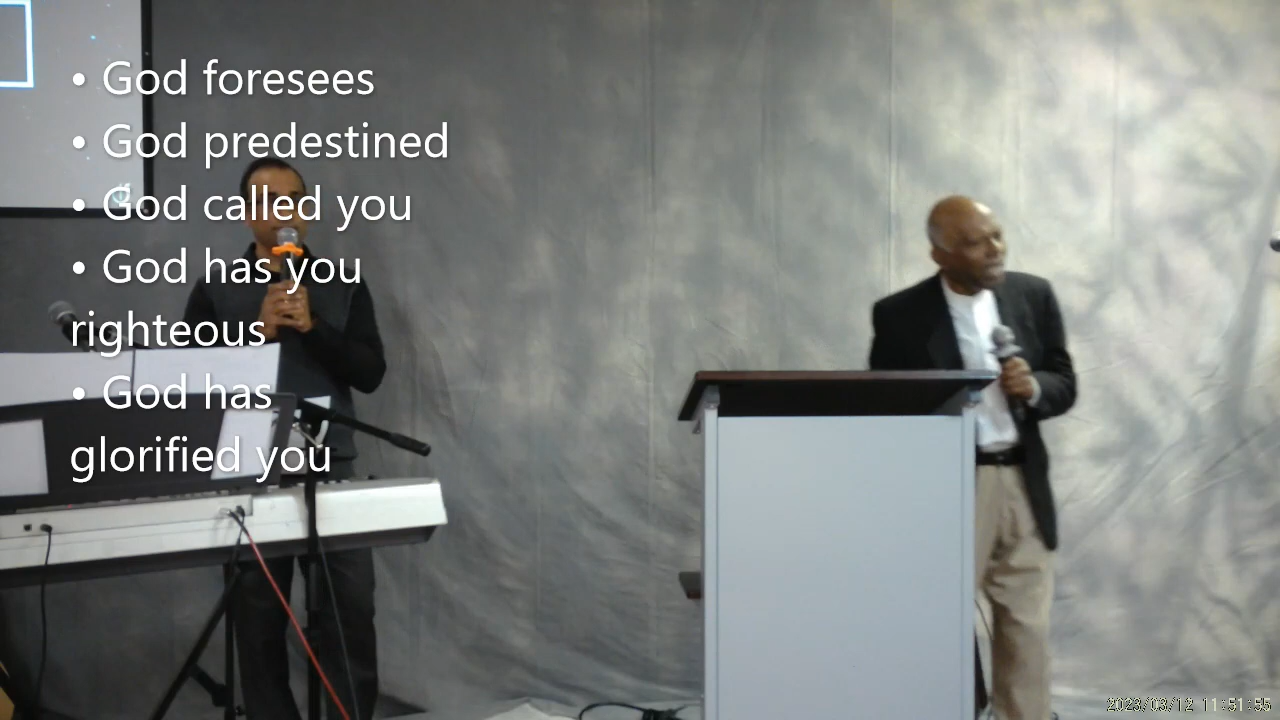 • God foresees
• God predestined
• God called you
• God has you
righteous
• God has
glorified you
2023/03/12 11:51:55